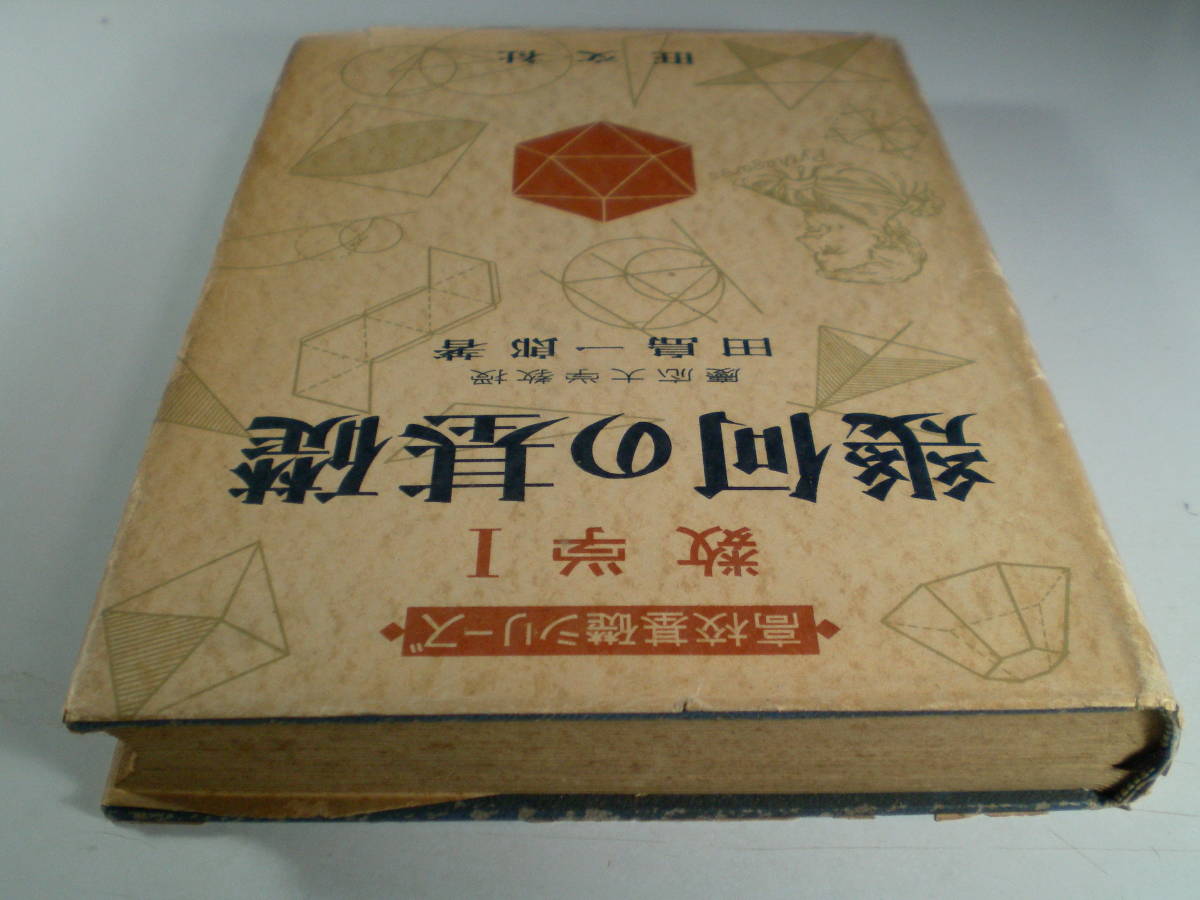 高校基礎シリーズ
数学 I
幾何の基礎
慶応大学教授
田島一郎著
Pythagoras
旺文社